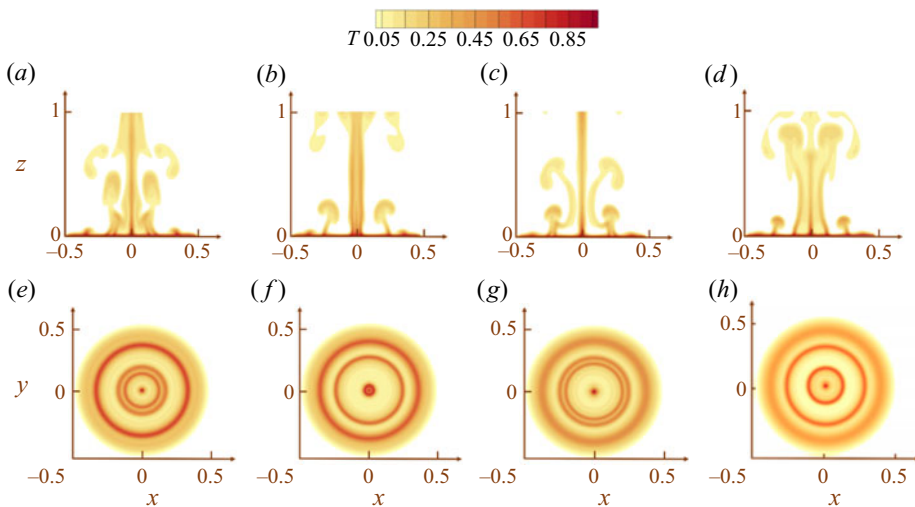 T 0.05 0.25 0.45 0.65 0.85
(a) (b) (c) (d)
1 1 1 1
z
0 0 0 0
–0.5 0 0.5 –0.5 0 0.5 –0.5 0 0.5 –0.5 0 0.5
(e) (f) (g) (h)
0.5 0.5 0.5 0.5
y 0 0 0 0
–0.5 –0.5 –0.5 –0.5
0 0.5 0 0.5 0 0.5 0 0.5
x x x x